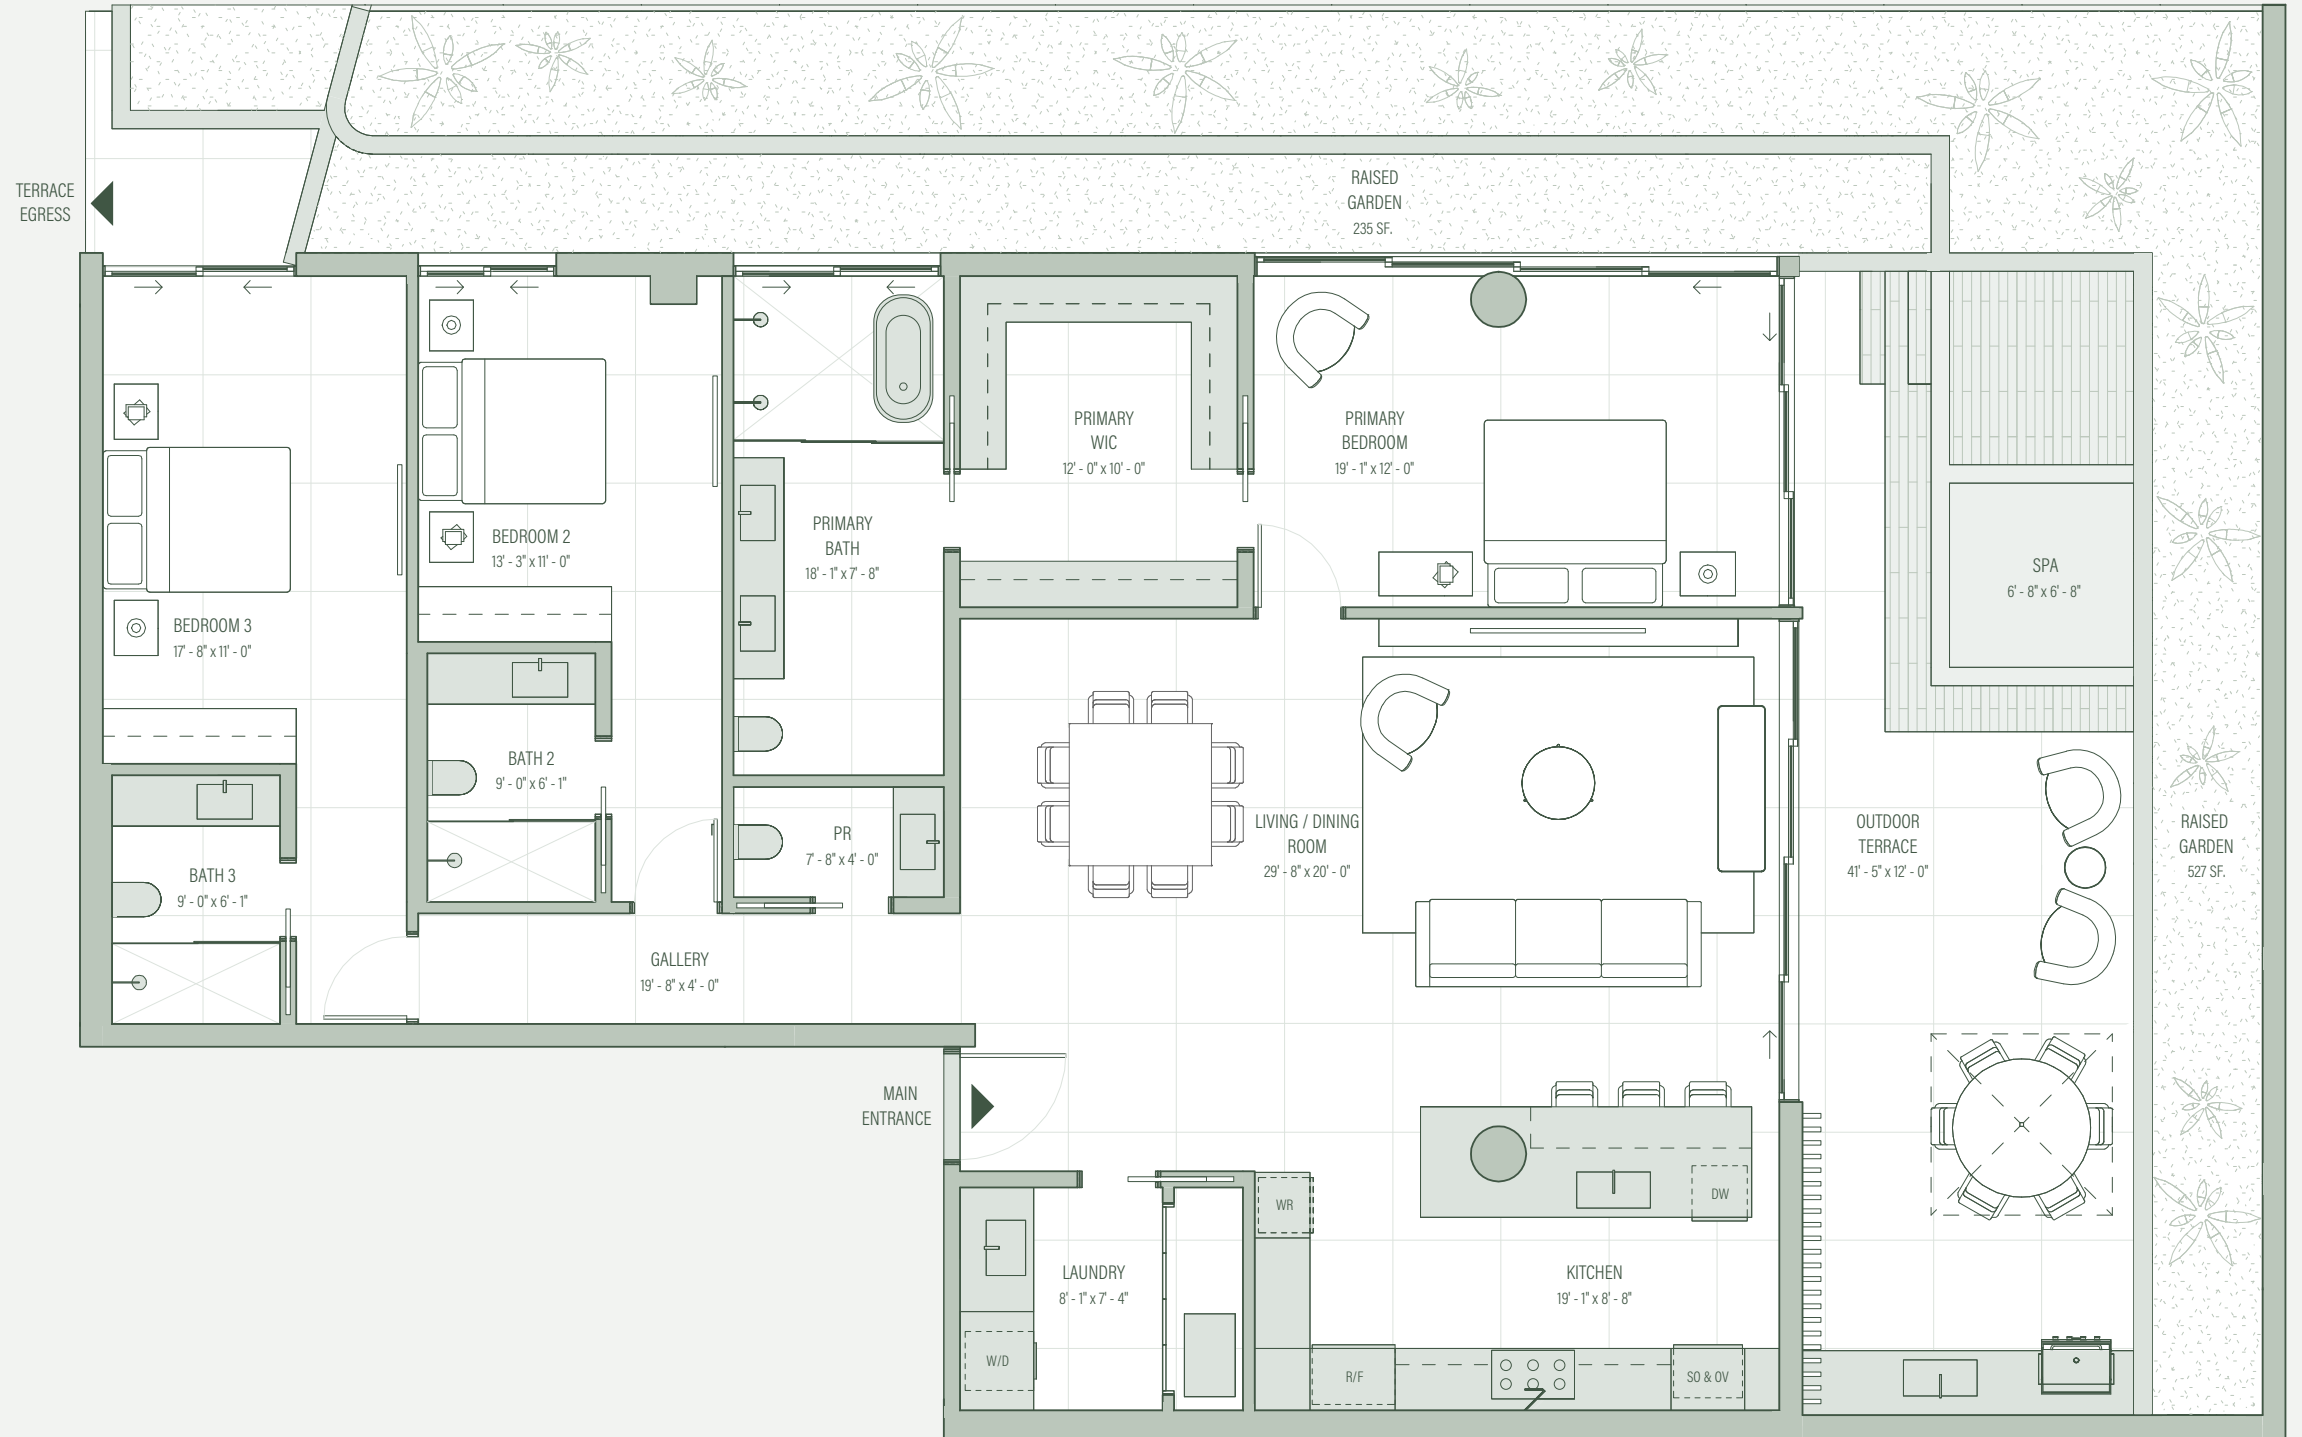 TERRACE
EGRESS
RAISED
GARDEN
235 SF.
PRIMARY
WIC
12' - 0" x 10' - 0"
PRIMARY
BEDROOM
19' - 1" x 12' - 0"
BEDROOM 2
13' - 3" x 11' - 0"
PRIMARY
BATH
18' - 1" x 7' - 8"
SPA
6' - 8" x 6' - 8"
BEDROOM 3
17' - 8" x 11' - 0"
BATH 2
9' - 0" x 6' - 1"
PR
7' - 8" x 4' - 0"
LIVING / DINING
ROOM
29' - 8" x 20' - 0"
OUTDOOR
TERRACE
41' - 5" x 12' - 0"
RAISED
GARDEN
527 SF.
BATH 3
9' - 0" x 6' - 1"
GALLERY
19' - 8" x 4' - 0"
MAIN
ENTRANCE
WR
DW
LAUNDRY
8' - 1" x 7' - 4"
KITCHEN
19' - 1" x 8' - 8"
W/D
R/F
SO & OV